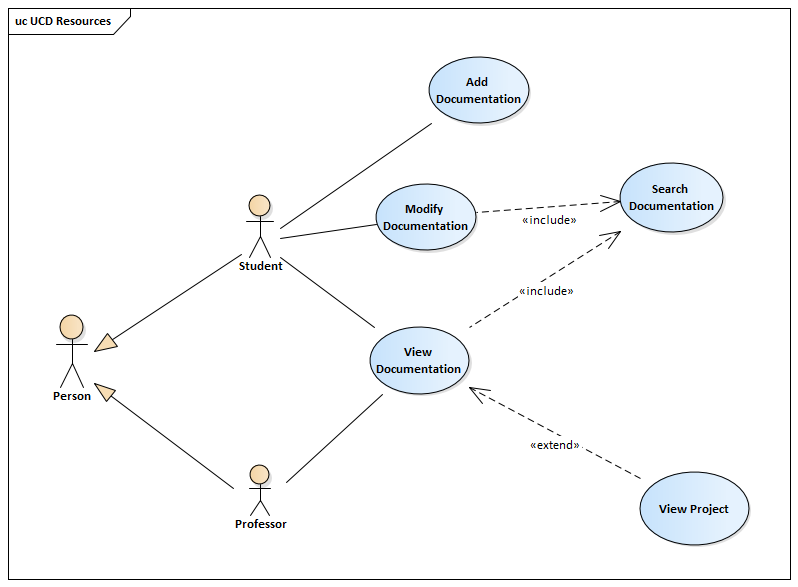 uc UCD Resources
Add
Documentation
Search
Documentation
Modify
Documentation
«include»
Student
«include»
View
Documentation
Person
«extend»
View Project
Professor